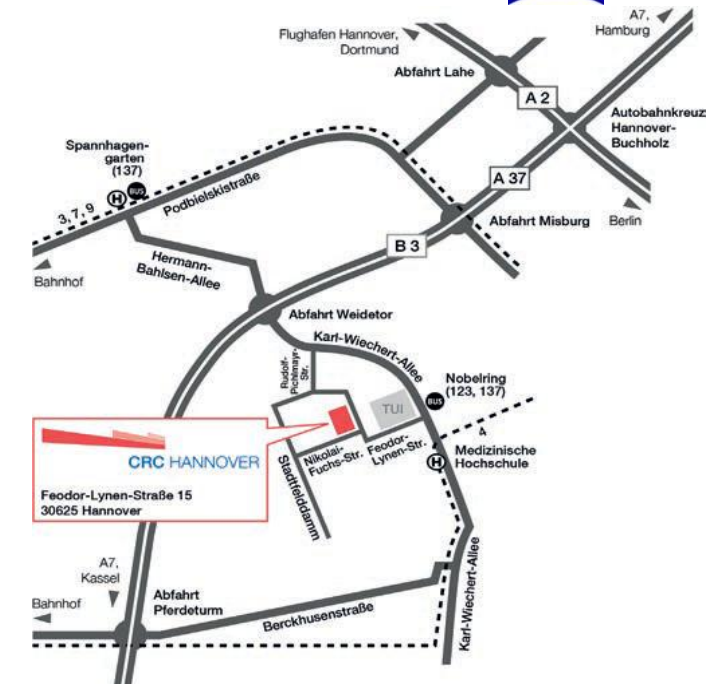 A7,
Hamburg
Flughafen Hannover,
Dortmund
Abfahrt Lahe
A 2
Autobahnkreuz
Hannover-
Buchholz
Spannhagen-
garten
(137)
H
BUS
A 37
Podbielskistraße
3, 7, 9
Abfahrt Misburg
Berlin
B 3
Hermann-
Bahlsen-Allee
Bahnhof
Abfahrt Weidetor
Karl-Wiechert-Allee
Rudolf-
Pichlmayr-
Str.
Nobelring
(123, 137)
BUS
TUI
4
CRC HANNOVER
Feodor-Lynen-Straße 15
30625 Hannover
Nikolai-
Fuchs-Str.
Feodor-
Lynen-Str.
Medizinische
Hochschule
H
Stadtfelddamm
A7,
Kassel
Abfahrt
Pferdeturm
Bahnhof
Berckhusenstraße
Karl-Wiechert-Allee